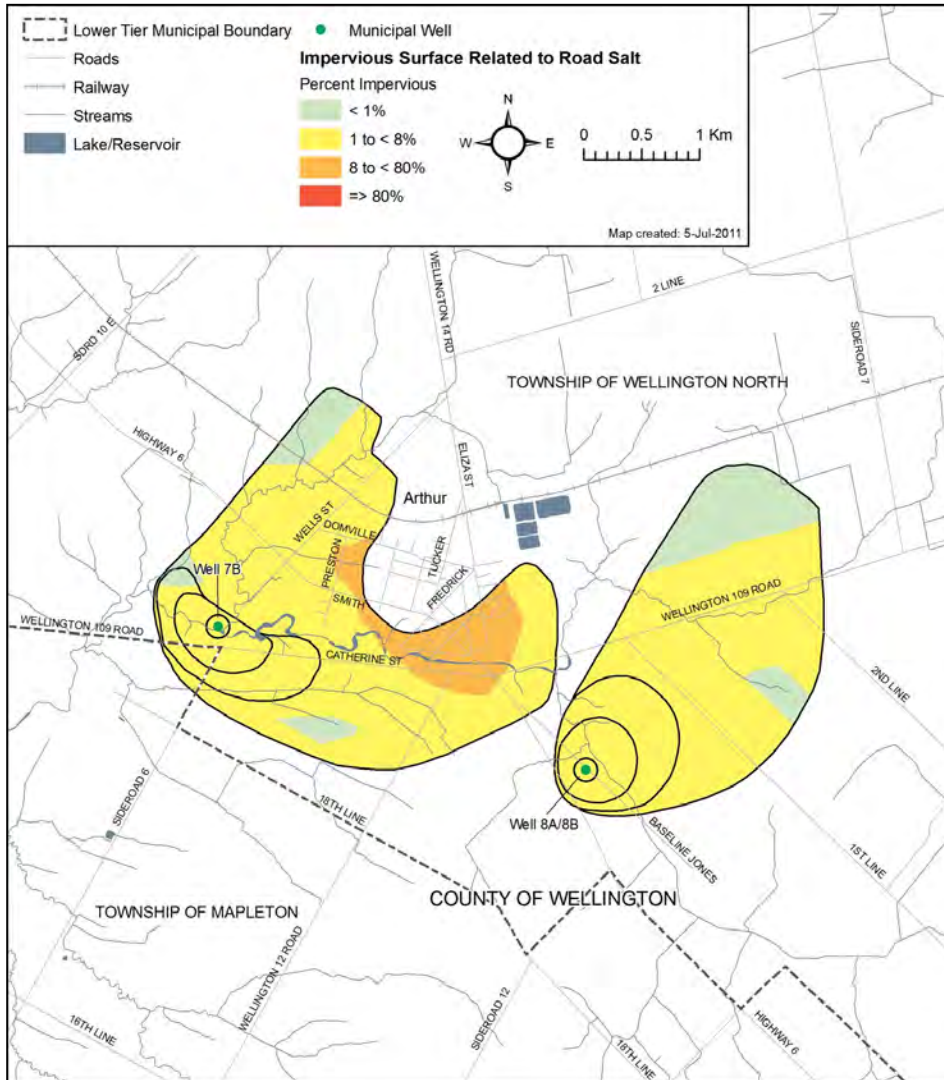 Lower Tier Municipal Boundary
Roads
Railway
Streams
Lake/Reservoir
Municipal Well
Impervious Surface Related to Road Salt
Percent Impervious
< 1%
1 to < 8%
8 to < 80%
=> 80%
N
W
E
S
0 0.5 1 Km
Map created: 5-Jul-2011
WELLINGTON 14 RD
2 LINE
SIDEROAD 7
SDRD 10 E
TOWNSHIP OF WELLINGTON NORTH
HIGHWAY 6
ELIZA ST
Arthur
WELLS ST
DOMVILLE
TUCKER
PRESTON
FREDRICK
Well 7B
SMITH
WELLINGTON 109 ROAD
WELLINGTON 109 ROAD
CATHERINE ST
2ND LINE
SIDEROAD 6
18TH LINE
Well 8A/8B
BASELINE JONES
1ST LINE
COUNTY OF WELLINGTON
TOWNSHIP OF MAPLETON
WELLINGTON 12 ROAD
SIDEROAD 12
16TH LINE
18TH LINE
HIGHWAY 6